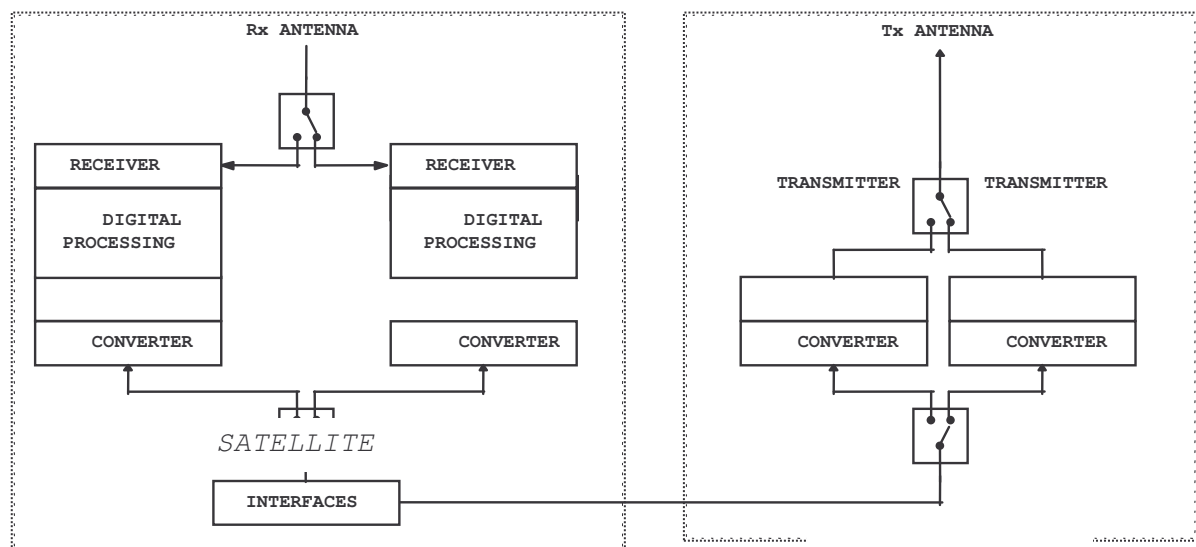 Rx ANTENNA
Tx ANTENNA
RECEIVER
RECEIVER
TRANSMITTER
TRANSMITTER
DIGITAL
PROCESSING
DIGITAL
PROCESSING
CONVERTER
CONVERTER
CONVERTER
CONVERTER
SATELLITE
INTERFACES